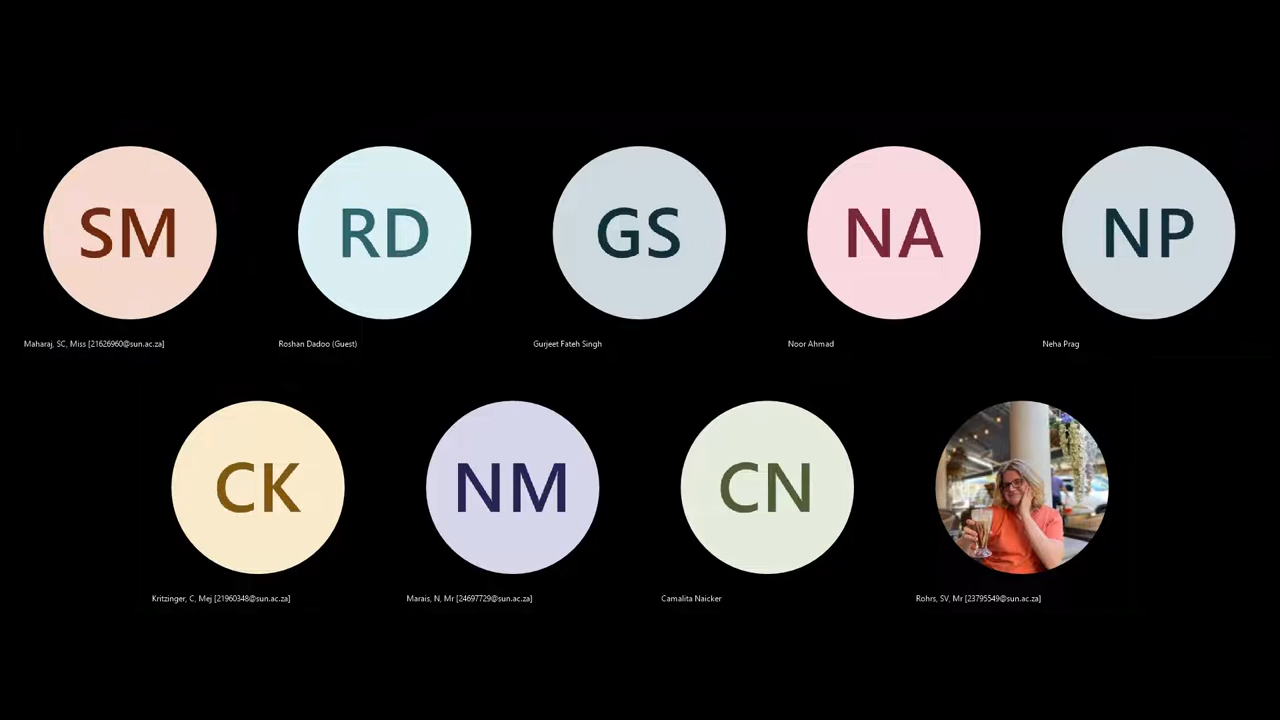 SM
RD
GS
NA
NP
Maharaj, SC, Miss [21626960@sun.ac.za]
Roshan Dadoo (Guest)
Gurjeet Fateh Singh
Noor Ahmad
Neha Prag
CK
NM
CN
Kritzinger, C, Mej [21960348@sun.ac.za]
Marais, N, Mr [24697729@sun.ac.za]
Camalita Naicker
Rohrs, SV, Mr [23795549@sun.ac.za]